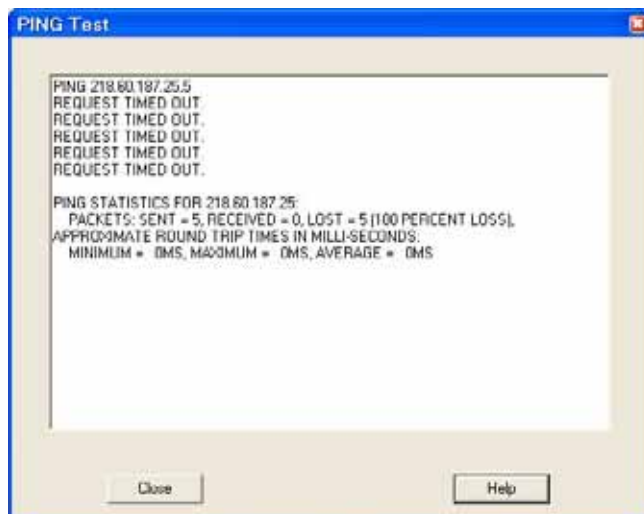 PING Test
PING 218.60.187.25.5
REQUEST TIMED OUT.
REQUEST TIMED OUT.
REQUEST TIMED OUT.
REQUEST TIMED OUT.
REQUEST TIMED OUT.
PING STATISTICS FOR 218.60.187.25:
PACKETS: SENT = 5, RECEIVED = 0, LOST = 5 (100 PERCENT LOSS),
APPROXIMATE ROUND TRIP TIMES IN MILLI-SECONDS:
MINIMUM = 0MS, MAXIMUM = 0MS, AVERAGE = 0MS
Close
Help